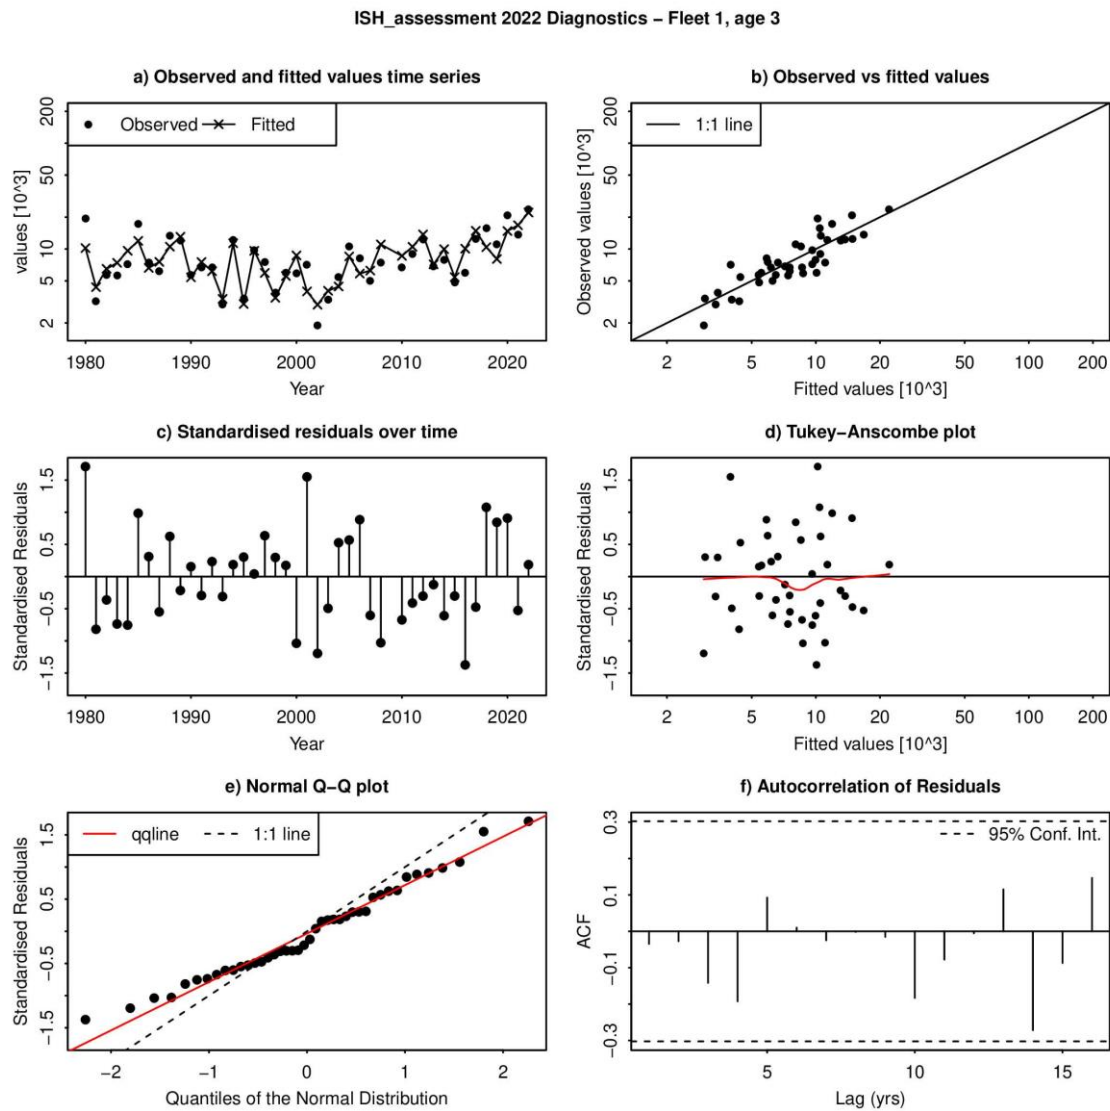 ISH_assessment 2022 Diagnostics − Fleet 1, age 3
a) Observed and fitted values time series
Observed
Fitted
values [10^3]
200
50
10
5
2
1980 1990 2000 2010 2020
Year
b) Observed vs fitted values
1:1 line
Observed values [10^3]
200
50
10
5
2
2 5 10 20 50 100 200
Fitted values [10^3]
c) Standardised residuals over time
Standardised Residuals
1.5
0.5
−0.5
−1.5
1980 1990 2000 2010 2020
Year
d) Tukey−Anscombe plot
Standardised Residuals
1.5
0.5
−0.5
−1.5
2 5 10 20 50 100 200
Fitted values [10^3]
e) Normal Q−Q plot
qqline
1:1 line
Standardised Residuals
1.5
0.5
−0.5
−1.5
−2 −1 0 1 2
Quantiles of the Normal Distribution
f) Autocorrelation of Residuals
95% Conf. Int.
ACF
0.3
0.1
−0.1
−0.3
5 10 15
Lag (yrs)